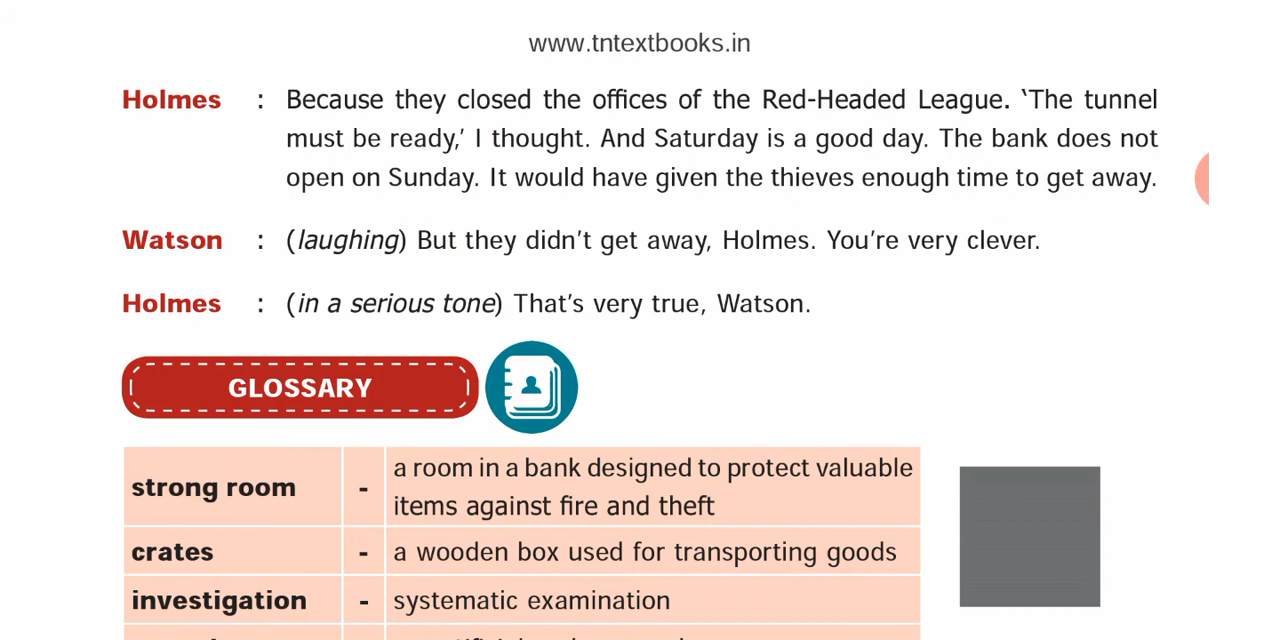 www.tntextbooks.in
Holmes : Because they closed the offices of the Red-Headed League. ‘The tunnel
must be ready,’ I thought. And Saturday is a good day. The bank does not
open on Sunday. It would have given the thieves enough time to get away.
Watson : (laughing) But they didn’t get away, Holmes. You’re very clever.
Holmes : (in a serious tone) That’s very true, Watson.
GLOSSARY
strong room - a room in a bank designed to protect valuable
items against fire and theft
crates - a wooden box used for transporting goods
investigation - systematic examination